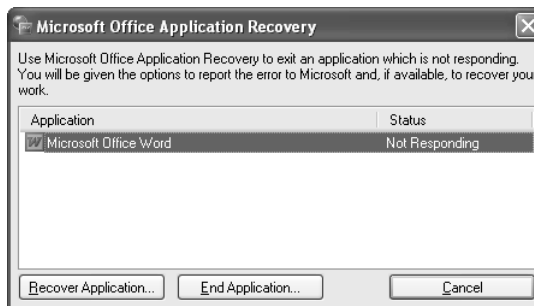 Microsoft Office Application Recovery
Use Microsoft Office Application Recovery to exit an application which is not responding.
You will be given the options to report the error to Microsoft and, if available, to recover you
work.
Application Status
Microsoft Office Word Not Responding
Recover Application... End Application... Cancel